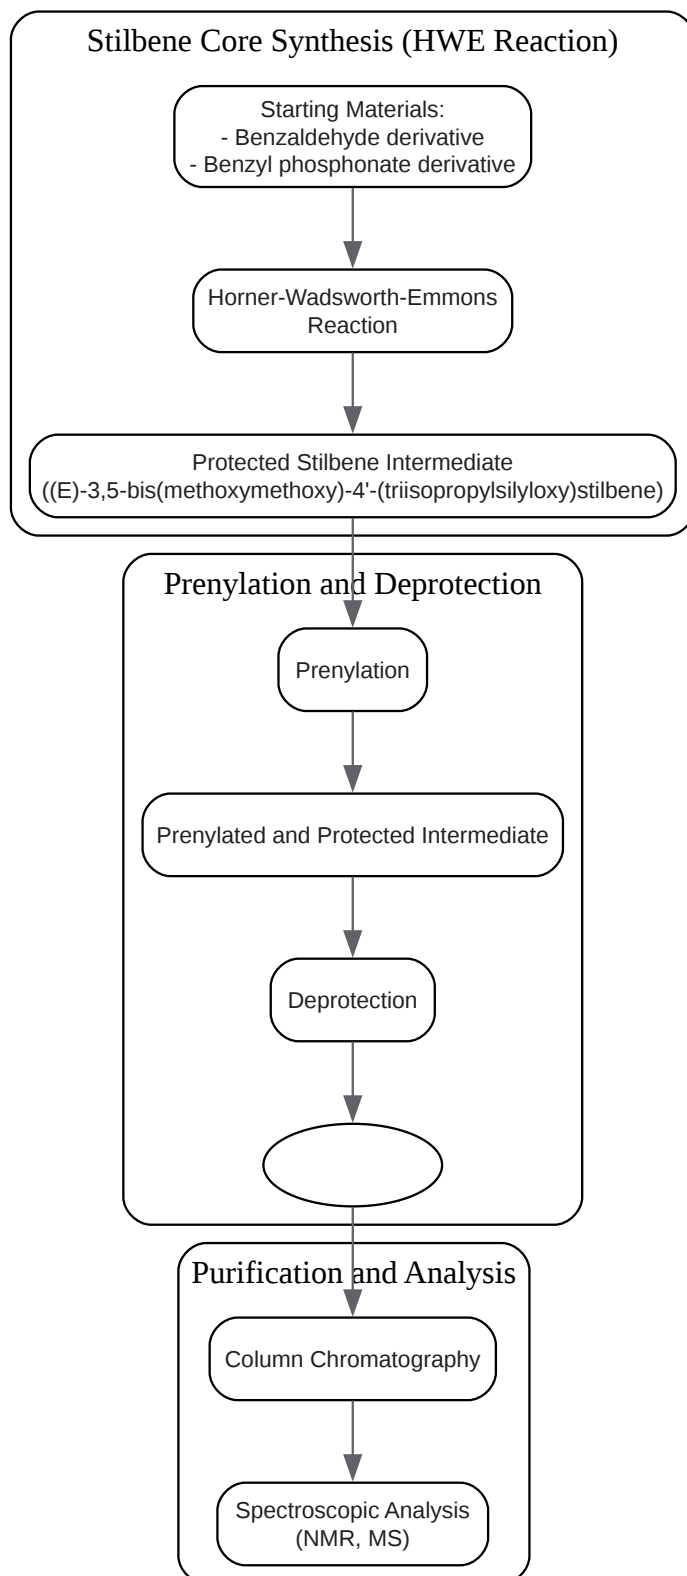 Stilbene Core Synthesis (HWE Reaction)
Starting Materials:
- Benzaldehyde derivative
- Benzyl phosphonate derivative
Horner-Wadsworth-Emmons
Reaction
Protected Stilbene Intermediate
((E)-3,5-bis(methoxymethoxy)-4'-(triisopropylsilyloxy)stilbene)
Prenylation and Deprotection
Prenylation
Prenylated and Protected Intermediate
Deprotection
Purification and Analysis
Column Chromatography
Spectroscopic Analysis
(NMR, MS)